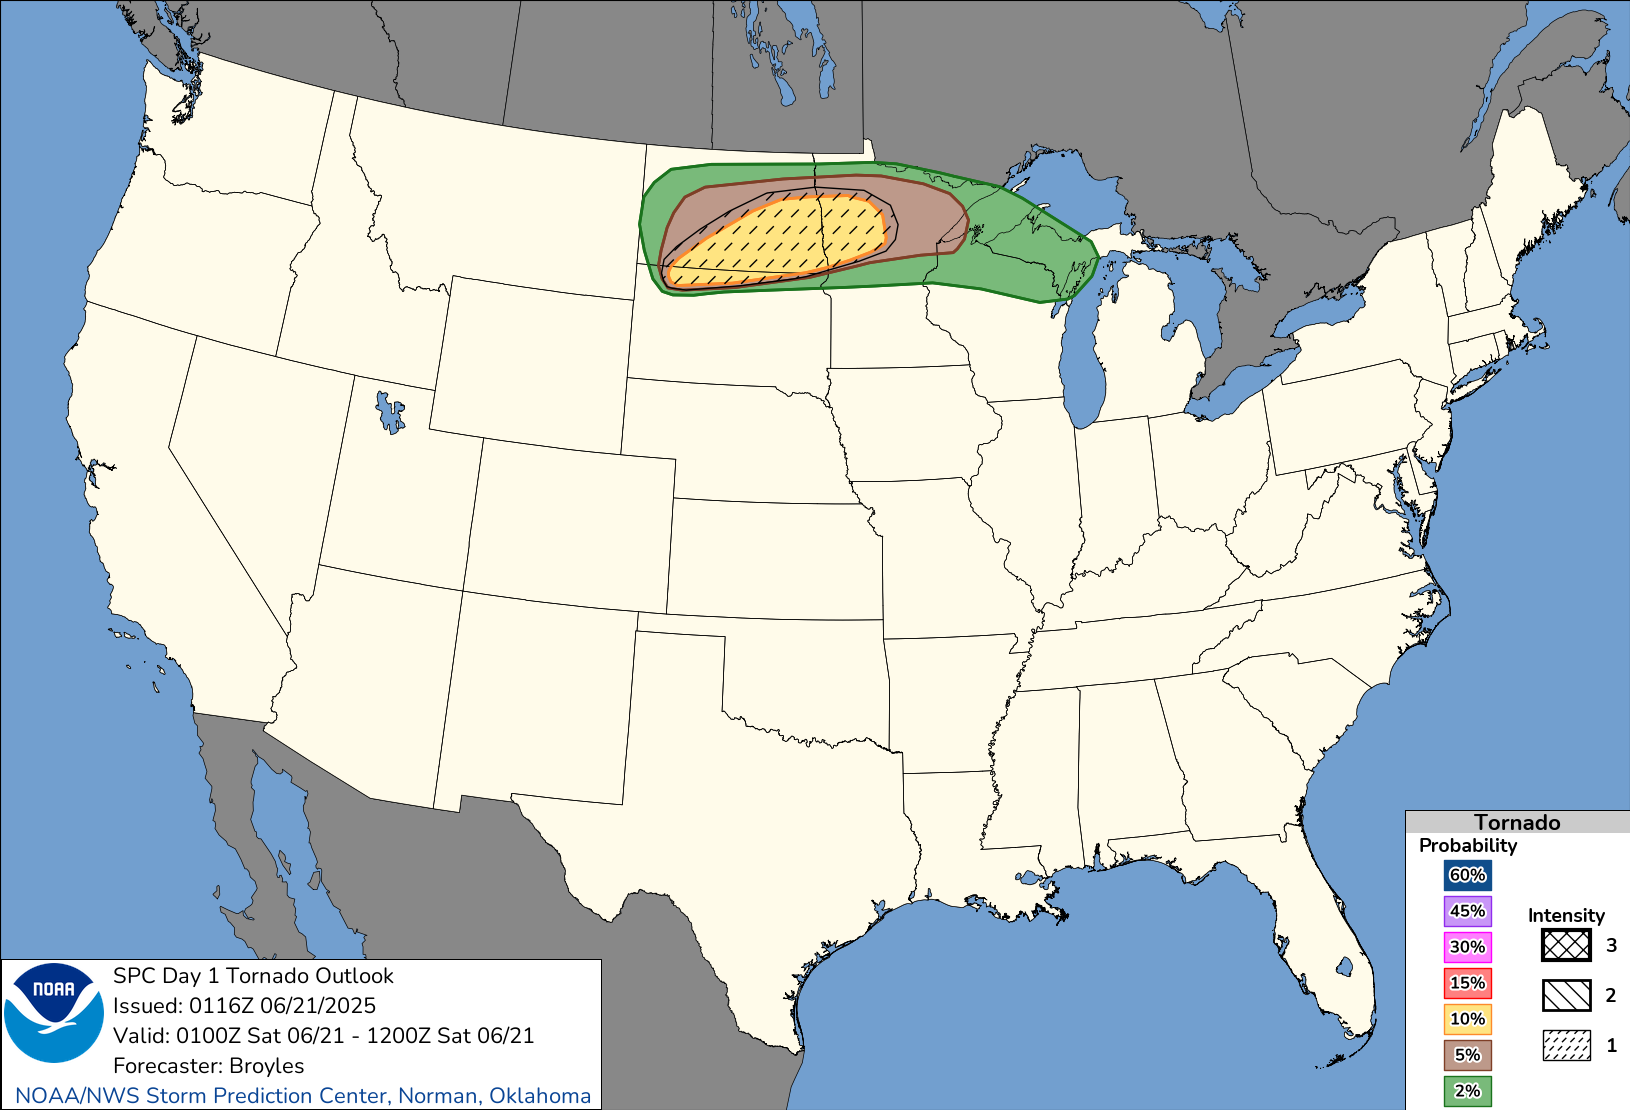 Tornado
Probability
60%
45%
30%
15%
10%
5%
2%
Intensity
3
2
1
NOAA
SPC Day 1 Tornado Outlook
Issued: 0116Z 06/21/2025
Valid: 0100Z Sat 06/21 - 1200Z Sat 06/21
Forecaster: Broyles
NOAA/NWS Storm Prediction Center, Norman, Oklahoma